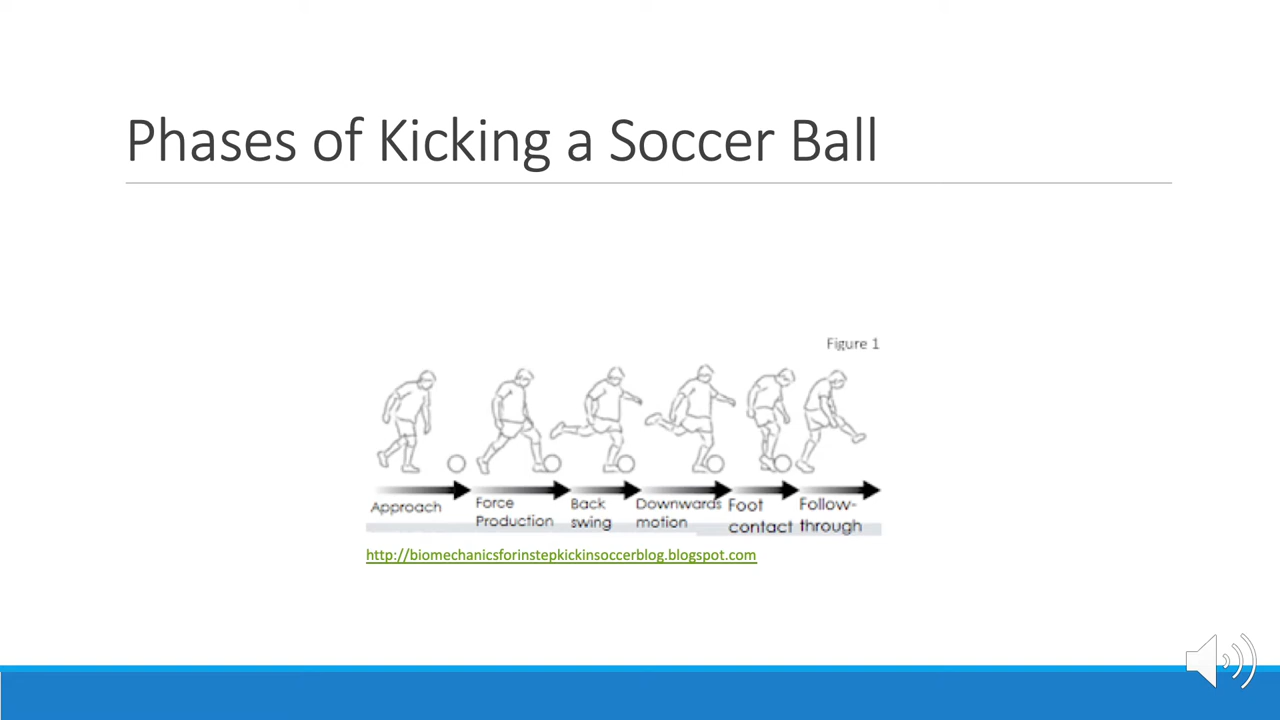 Phases of Kicking a Soccer Ball
Figure 1
Approach
Force
Production
Back
swing
Downwards
motion
Foot
contact
Follow-
through
http://biomechanicsforinstepkickinsoccerblog.blogspot.com